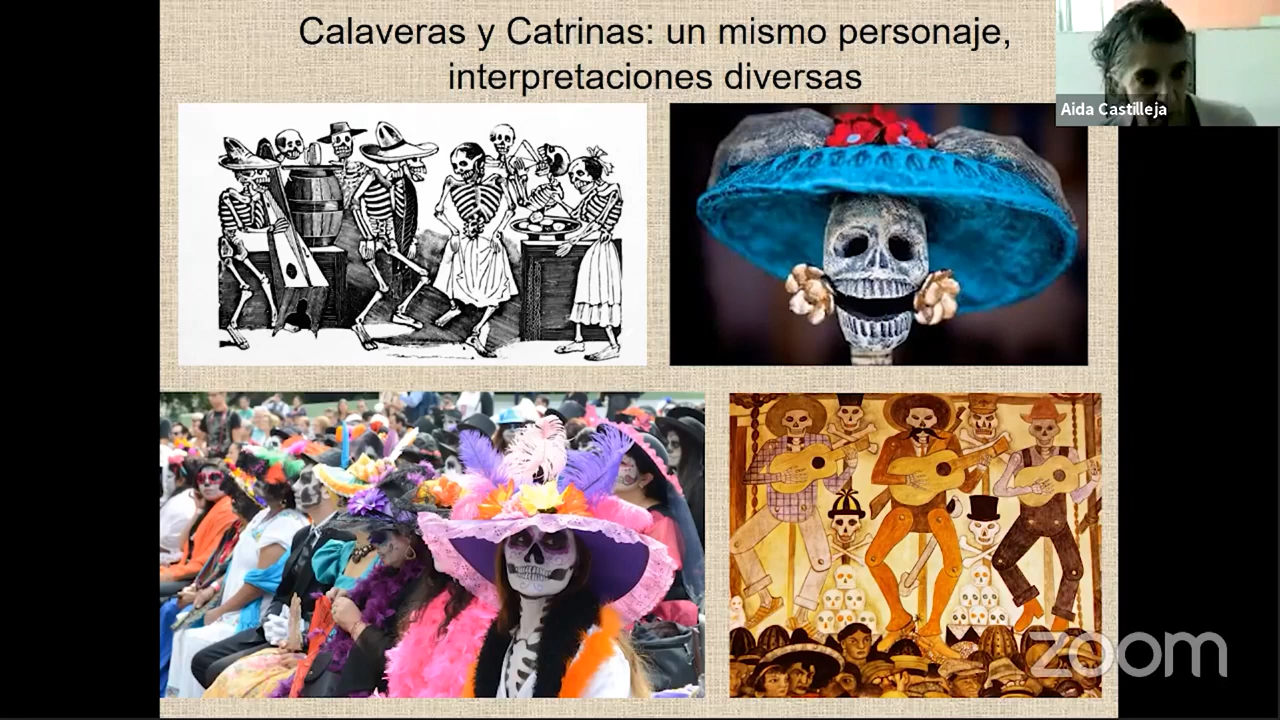 Calaveras y Catrinas: un mismo personaje,
interpretaciones diversas
Aida Castilleja
zoom